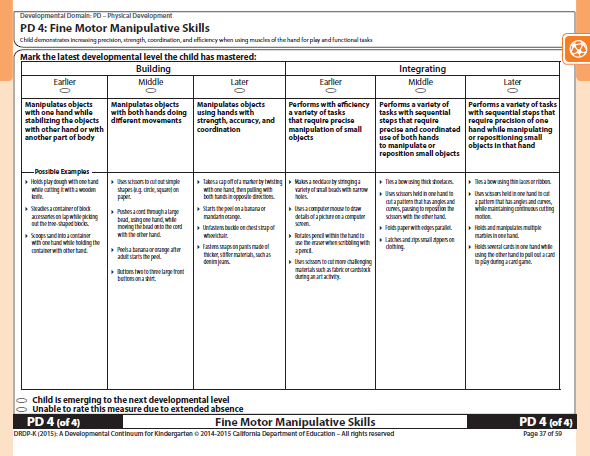 Developmental Domain: PD – Physical Development
PD 4: Fine Motor Manipulative Skills
Child demonstrates increasing precision, strength, coordination, and efficiency when using muscles of the hand for play and functional tasks
Mark the latest developmental level the child has mastered:
Building
Integrating
Earlier
Middle
Later
Earlier
Middle
Later
Manipulates objects
with one hand while
stabilizing the objects
with other hand or with
another part of body
Manipulates objects
with both hands doing
different movements
Manipulates objects
using hands with
strength, accuracy, and
coordination
Performs with efficiency
a variety of tasks
that require precise
manipulation of small
objects
Performs a variety of
tasks with sequential
steps that require
precise and coordinated
use of both hands
to manipulate or
reposition small objects
Performs a variety of tasks
with sequential steps that
require precision of one
hand while manipulating
or repositioning small
objects in that hand
Possible Examples
Holds play dough with one hand
while cutting it with a wooden
knife.
Steadies a container of block
accessories on lap while picking
out the tree-shaped blocks.
Scoops sand into a container
with one hand while holding the
container with other hand.
Uses scissors to cut out simple
shapes (e.g. circle, square) on
paper.
Pushes a cord through a large
bead, using one hand, while
moving the bead onto the cord
with the other hand.
Peels a banana or orange after
adult starts the peel.
Buttons two to three large front
buttons on a shirt.
Takes a cap off of a marker by twisting
with one hand, then pulling with
both hands in opposite directions.
Starts the peel on a banana or
mandarin orange.
Unfastens buckle on chest strap of
wheelchair.
Fastens snaps on pants made of
thicker, stiffer materials, such as
denim jeans.
Makes a necklace by stringing a
variety of small beads with narrow
holes.
Uses a computer mouse to draw
details of a picture on a computer
screen.
Rotates pencil within the hand to
use the eraser when scribbling with
a pencil.
Uses scissors to cut more challenging
materials such as fabric or cardstock
during an art activity.
Ties a bow using thick shoelaces.
Uses scissors held in one hand to
cut a pattern that has angles and
curves, pausing to reposition the
scissors with the other hand.
Folds paper with edges parallel.
Latches and zips small zippers on
clothing.
Ties a bow using thin laces or ribbon.
Uses scissors held in one hand to cut
a pattern that has angles and curves,
while maintaining continuous cutting
motion.
Holds and manipulates multiple
marbles in one hand.
Holds several cards in one hand while
using the other hand to pull out a card
to play during a card game.
Child is emerging to the next developmental level
Unable to rate this measure due to extended absence
PD 4 (of 4)
Fine Motor Manipulative Skills
PD 4 (of 4)
DRDP-K (2015): A Developmental Continuum for Kindergarten © 2014-2015 California Department of Education – All rights reserved
Page 37 of 59